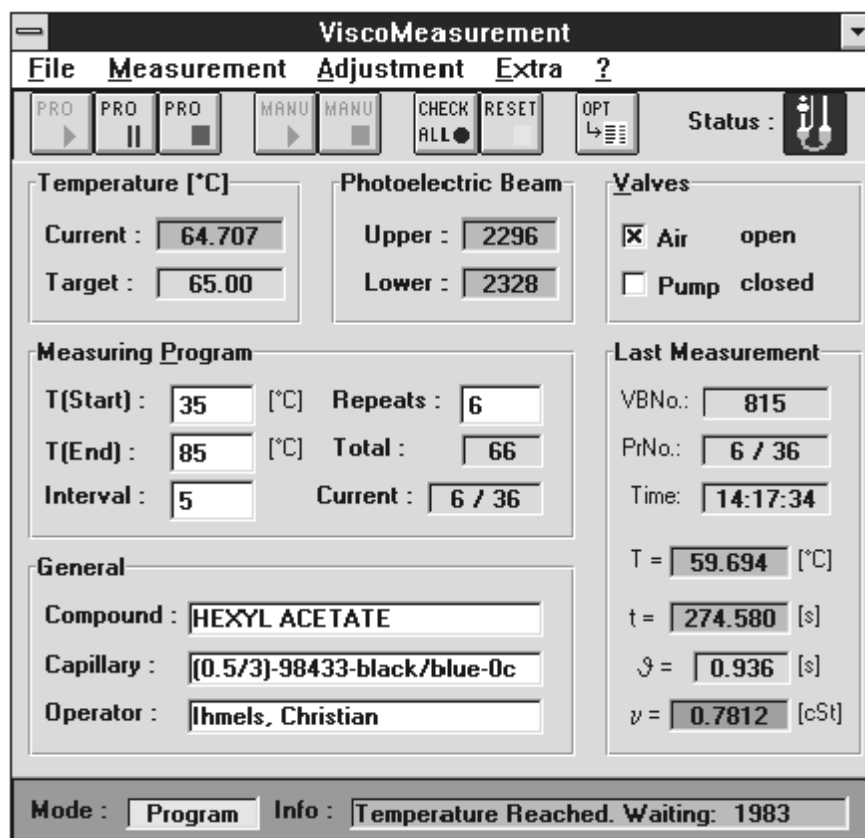 ViscoMeasurement
File Measurement Adjustment Extra ?
PRO PRO PRO MANU MANU CHECK ALL RESET OPT Status :
Temperature [°C]
Current : 64.707
Target : 65.00
Photoelectric Beam
Upper : 2296
Lower : 2328
Valves
Air open
Pump closed
Measuring Program
T(Start) : 35 [°C] Repeats : 6
T(End) : 85 [°C] Total : 66
Interval : 5 Current : 6 / 36
Last Measurement
VBNo.: 815
PrNo.: 6 / 36
Time: 14:17:34
T = 59.694 [°C]
t = 274.580 [s]
ϑ = 0.936 [s]
ν = 0.7812 [cSt]
General
Compound : HEXYL ACETATE
Capillary : (0.5/3)-98433-black/blue-0c
Operator : Ihmels, Christian
Mode : Program Info : Temperature Reached. Waiting: 1983